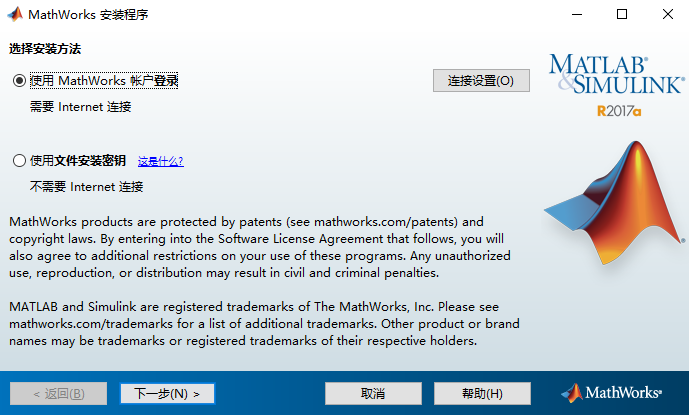 MathWorks 安装程序
选择安装方法
使用 MathWorks 帐户登录
连接设置(O)
需要 Internet 连接
使用文件安装密钥 这是什么?
不需要 Internet 连接
MATLAB®
&SIMULINK®
R2017a
MathWorks products are protected by patents (see mathworks.com/patents) and
copyright laws. By entering into the Software License Agreement that follows, you will
also agree to additional restrictions on your use of these programs. Any unauthorized
use, reproduction, or distribution may result in civil and criminal penalties.
MATLAB and Simulink are registered trademarks of The MathWorks, Inc. Please see
mathworks.com/trademarks for a list of additional trademarks. Other product or brand
names may be trademarks or registered trademarks of their respective holders.
< 返回(B)
下一步(N) >
取消
帮助(H)
MathWorks®